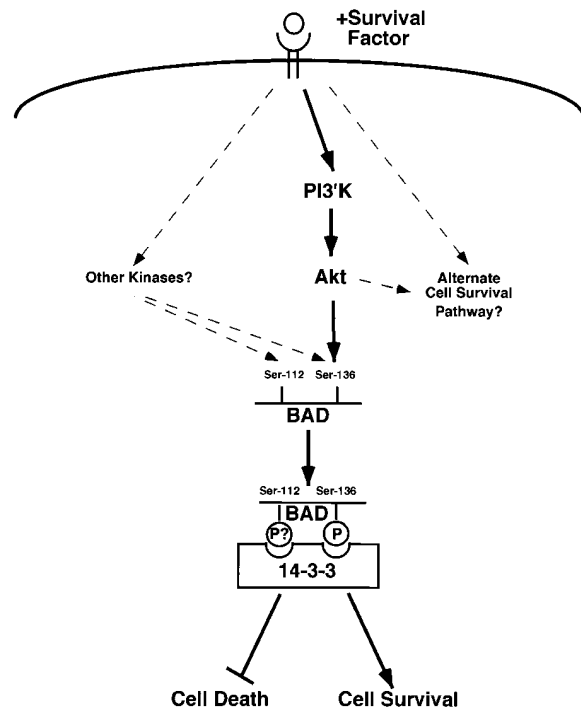 +Survival
Factor
PI3'K
Other Kinases?
Akt
Alternate
Cell Survival
Pathway?
Ser-112 Ser-136
BAD
Ser-112 Ser-136
BAD
P? P
14-3-3
Cell Death Cell Survival